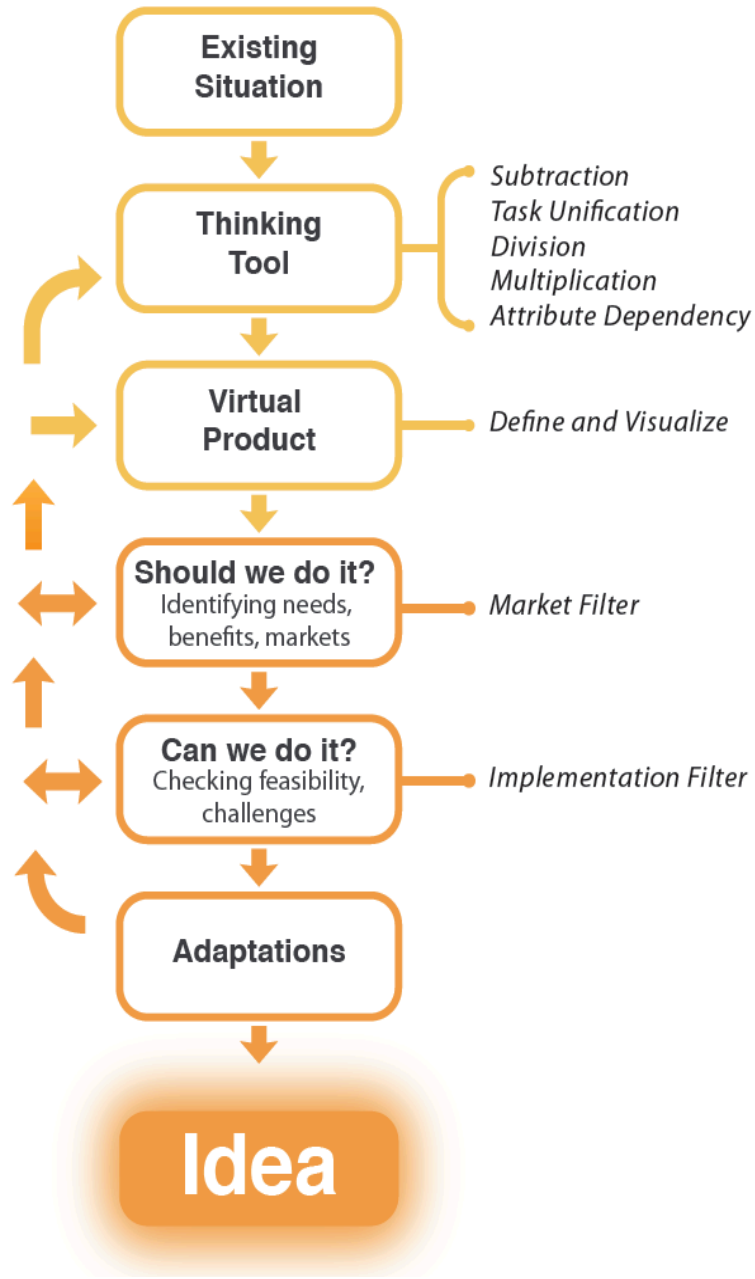 Existing
Situation
Thinking
Tool
Subtraction
Task Unification
Division
Multiplication
Attribute Dependency
Virtual
Product
Define and Visualize
Should we do it?
Identifying needs,
benefits, markets
Market Filter
Can we do it?
Checking feasibility,
challenges
Implementation Filter
Adaptations
Idea